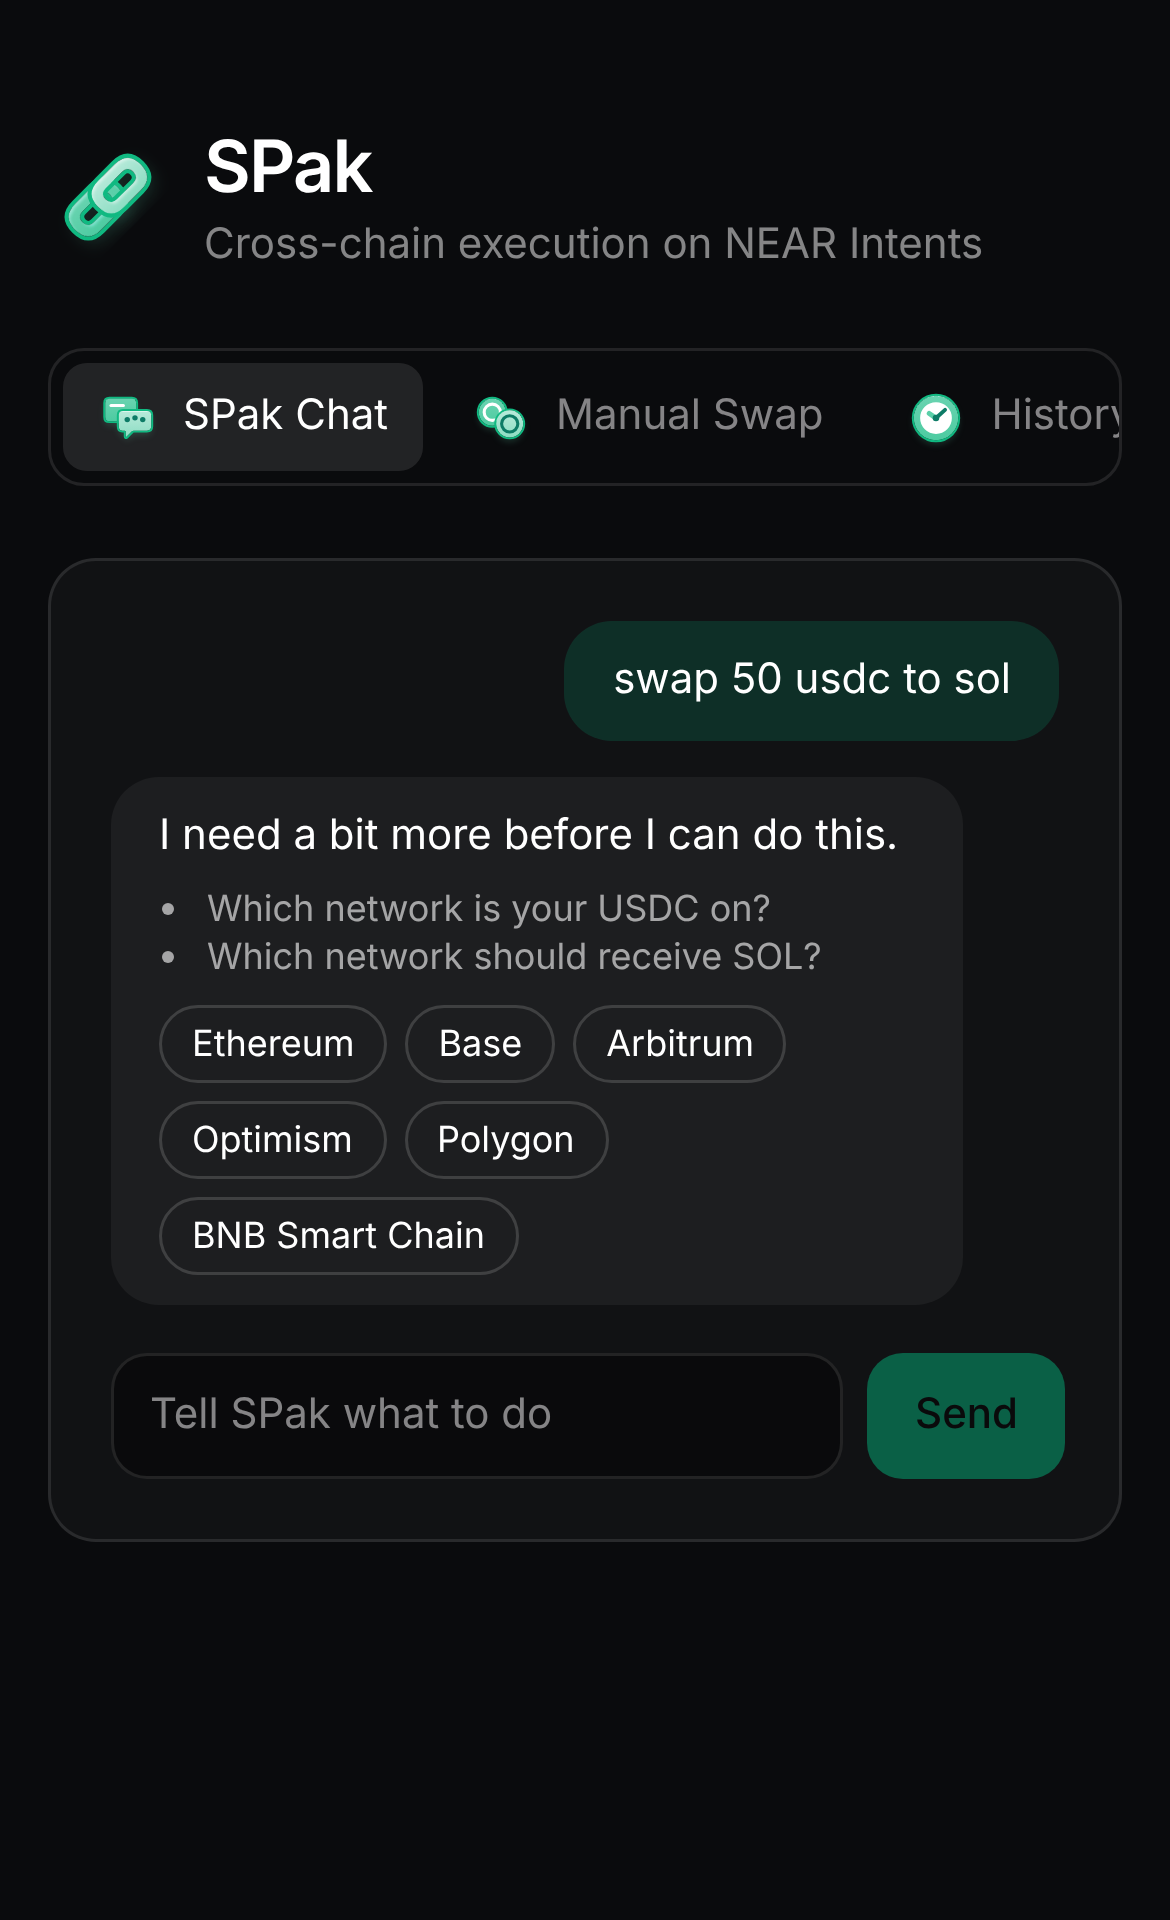 SPak
Cross-chain execution on NEAR Intents
SPak Chat
Manual Swap
History
swap 50 usdc to sol
I need a bit more before I can do this.
• Which network is your USDC on?
• Which network should receive SOL?
Ethereum
Base
Arbitrum
Optimism
Polygon
BNB Smart Chain
Tell SPak what to do
Send